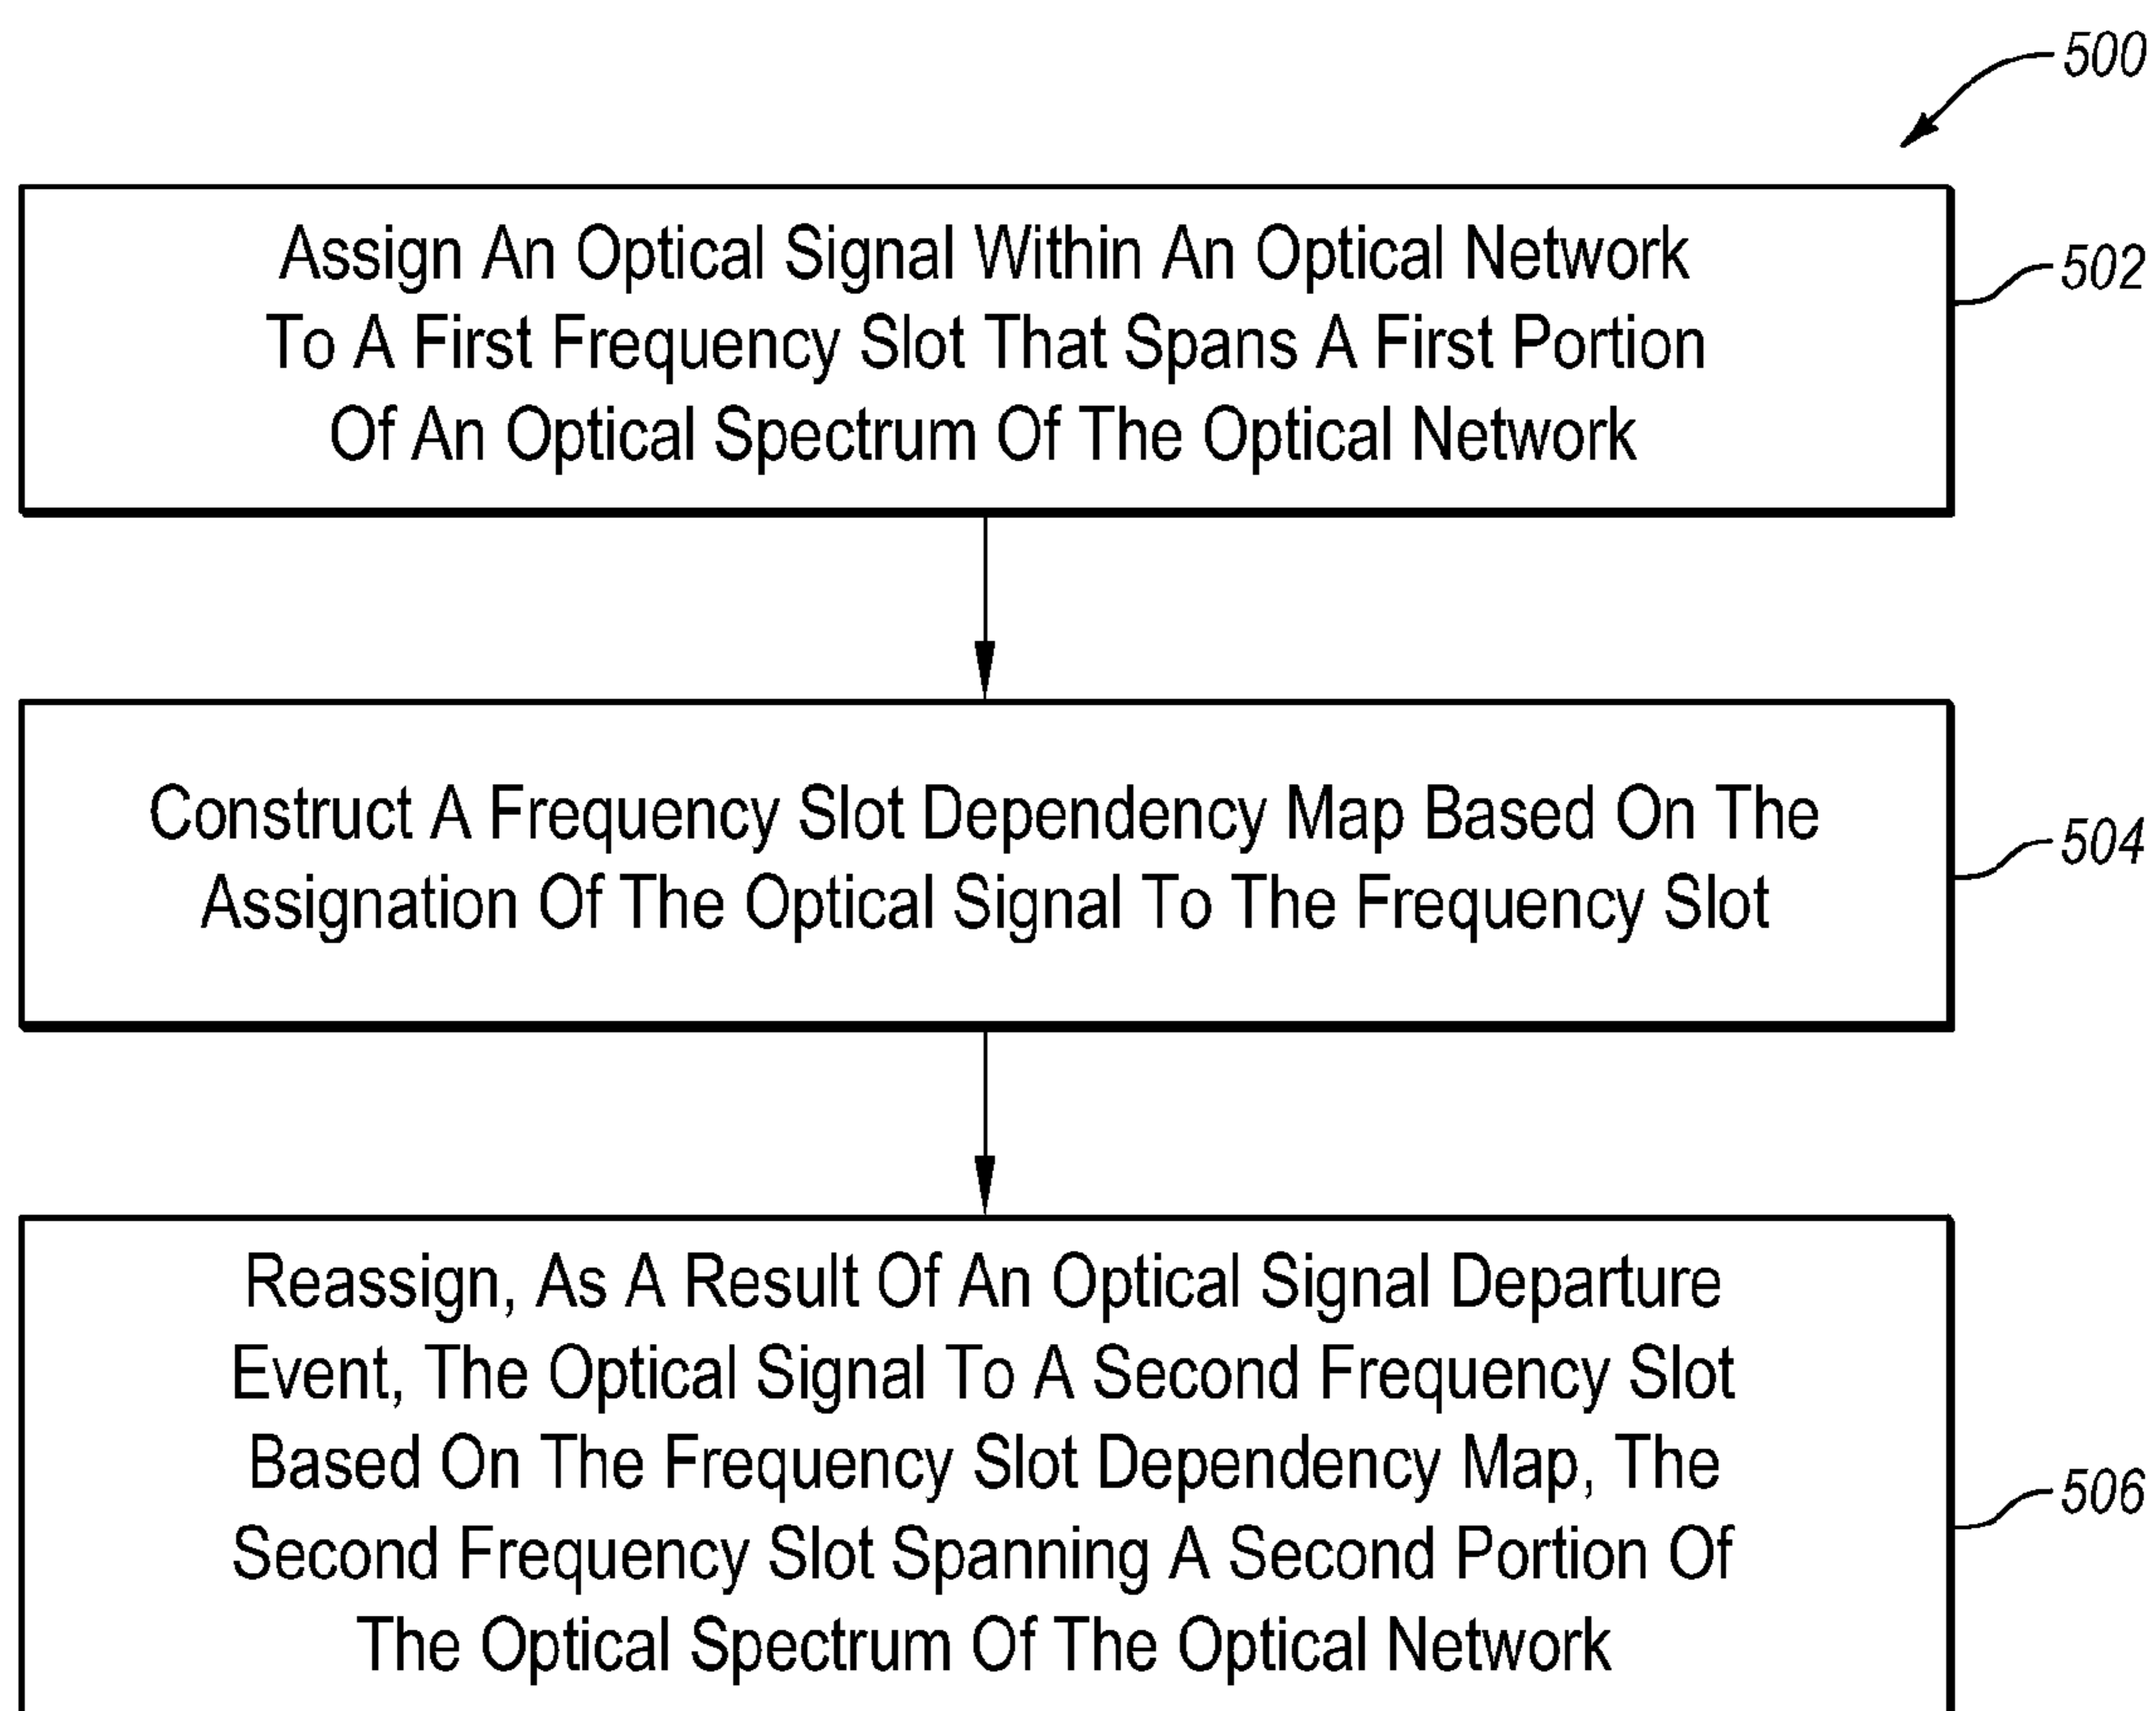 500
Assign An Optical Signal Within An Optical Network
To A First Frequency Slot That Spans A First Portion
Of An Optical Spectrum Of The Optical Network
502
Construct A Frequency Slot Dependency Map Based On The
Assignation Of The Optical Signal To The Frequency Slot
504
Reassign, As A Result Of An Optical Signal Departure
Event, The Optical Signal To A Second Frequency Slot
Based On The Frequency Slot Dependency Map, The
Second Frequency Slot Spanning A Second Portion Of
The Optical Spectrum Of The Optical Network
506